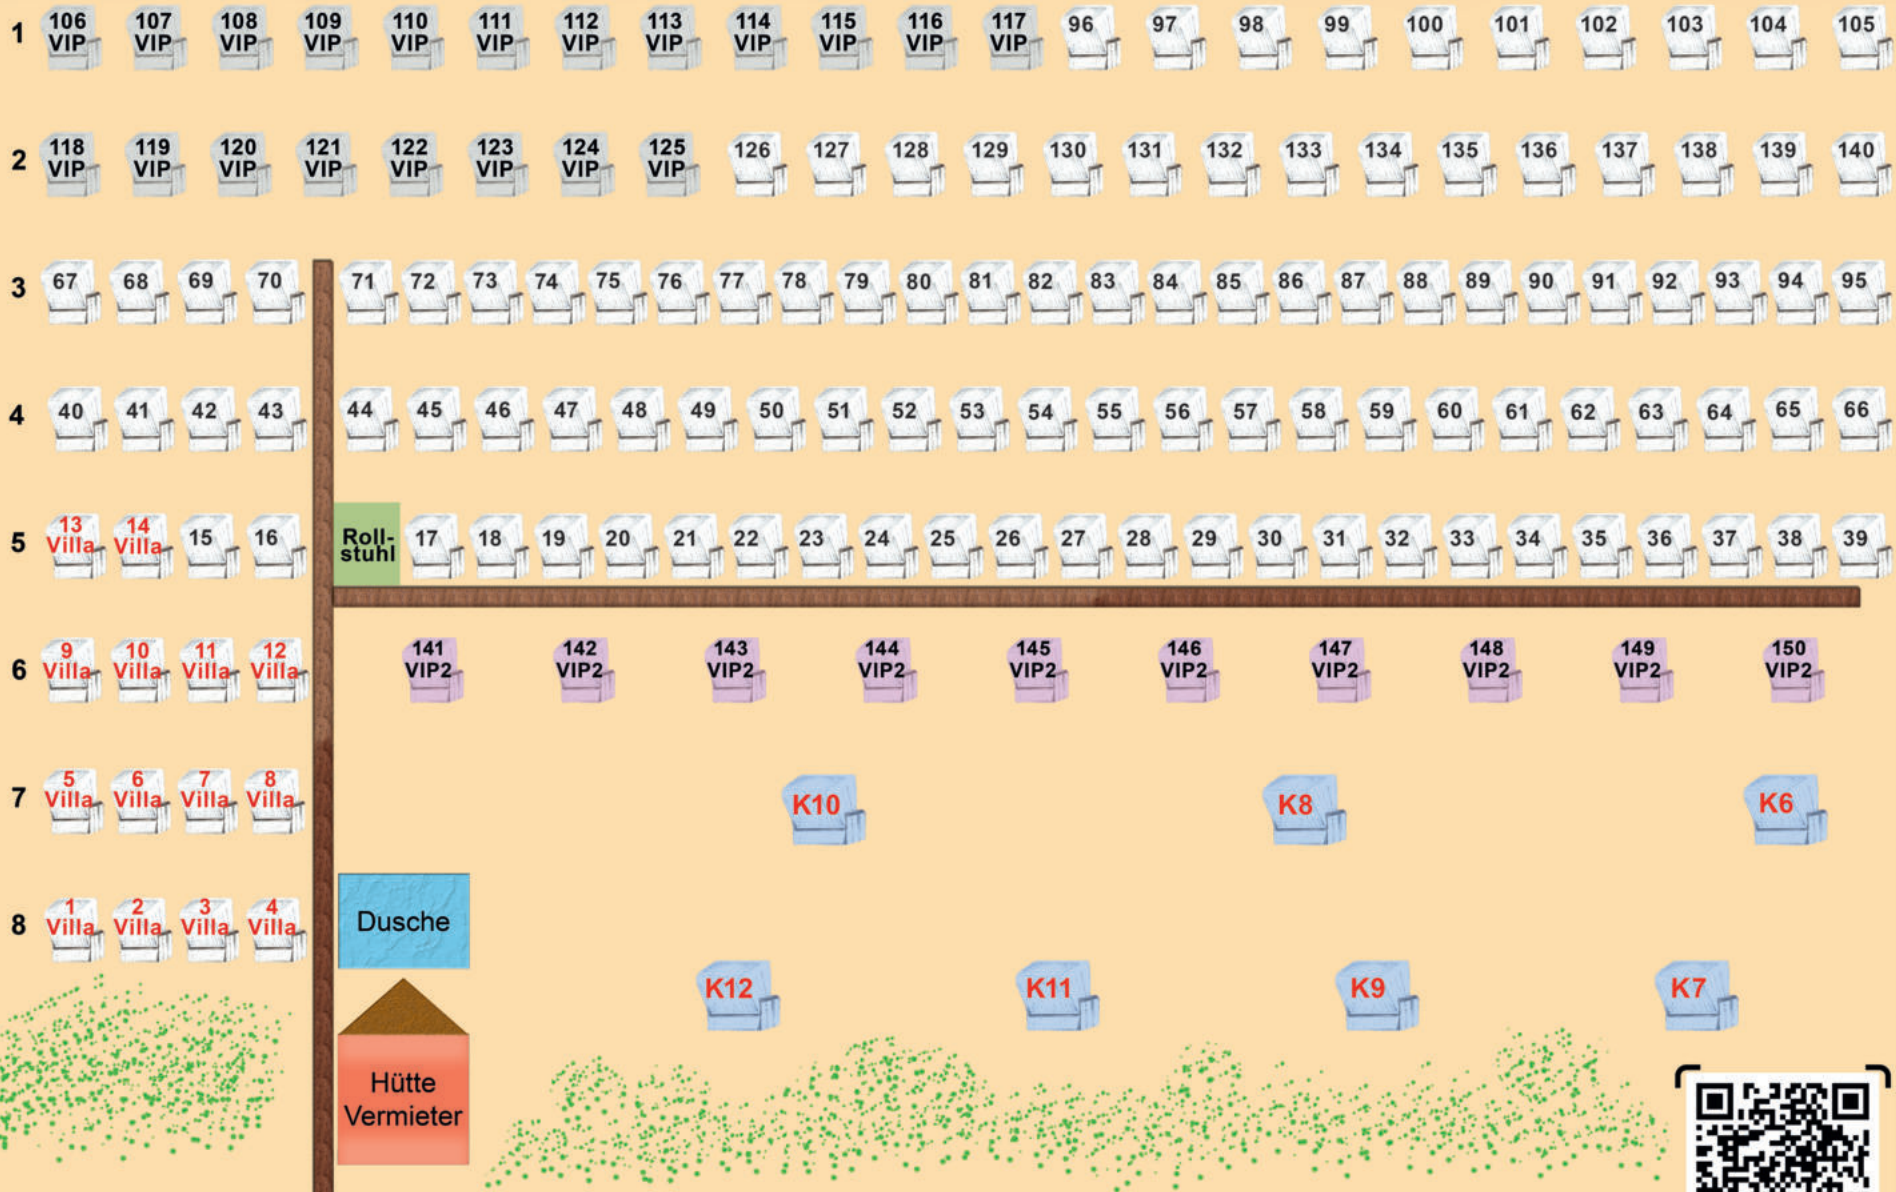 1 106 VIP 107 VIP 108 VIP 109 VIP 110 VIP 111 VIP 112 VIP 113 VIP 114 VIP 115 VIP 116 VIP 117 VIP 96 97 98 99 100 101 102 103 104 105
2 118 VIP 119 VIP 120 VIP 121 VIP 122 VIP 123 VIP 124 VIP 125 VIP 126 127 128 129 130 131 132 133 134 135 136 137 138 139 140
3 67 68 69 70 71 72 73 74 75 76 77 78 79 80 81 82 83 84 85 86 87 88 89 90 91 92 93 94 95
4 40 41 42 43 44 45 46 47 48 49 50 51 52 53 54 55 56 57 58 59 60 61 62 63 64 65 66
5 13 Villa 14 Villa 15 16 Roll-
stuhl 17 18 19 20 21 22 23 24 25 26 27 28 29 30 31 32 33 34 35 36 37 38 39
6 9 Villa 10 Villa 11 Villa 12 Villa 141 VIP2 142 VIP2 143 VIP2 144 VIP2 145 VIP2 146 VIP2 147 VIP2 148 VIP2 149 VIP2 150 VIP2
7 5 Villa 6 Villa 7 Villa 8 Villa K10 K8 K6
8 1 Villa 2 Villa 3 Villa 4 Villa Dusche
K12 K11 K9 K7
Hütte
Vermieter